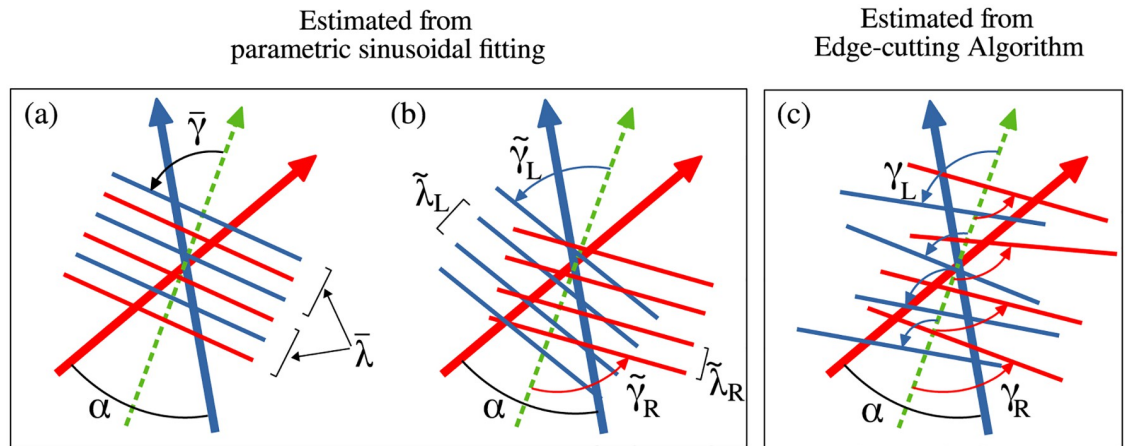 Estimated from
parametric sinusoidal fitting
Estimated from
Edge-cutting Algorithm
(a)
γ̄
λ̄
α
(b)
γ̃L
λ̃L
λ̃R
γ̃R
α
(c)
γL
γR
α